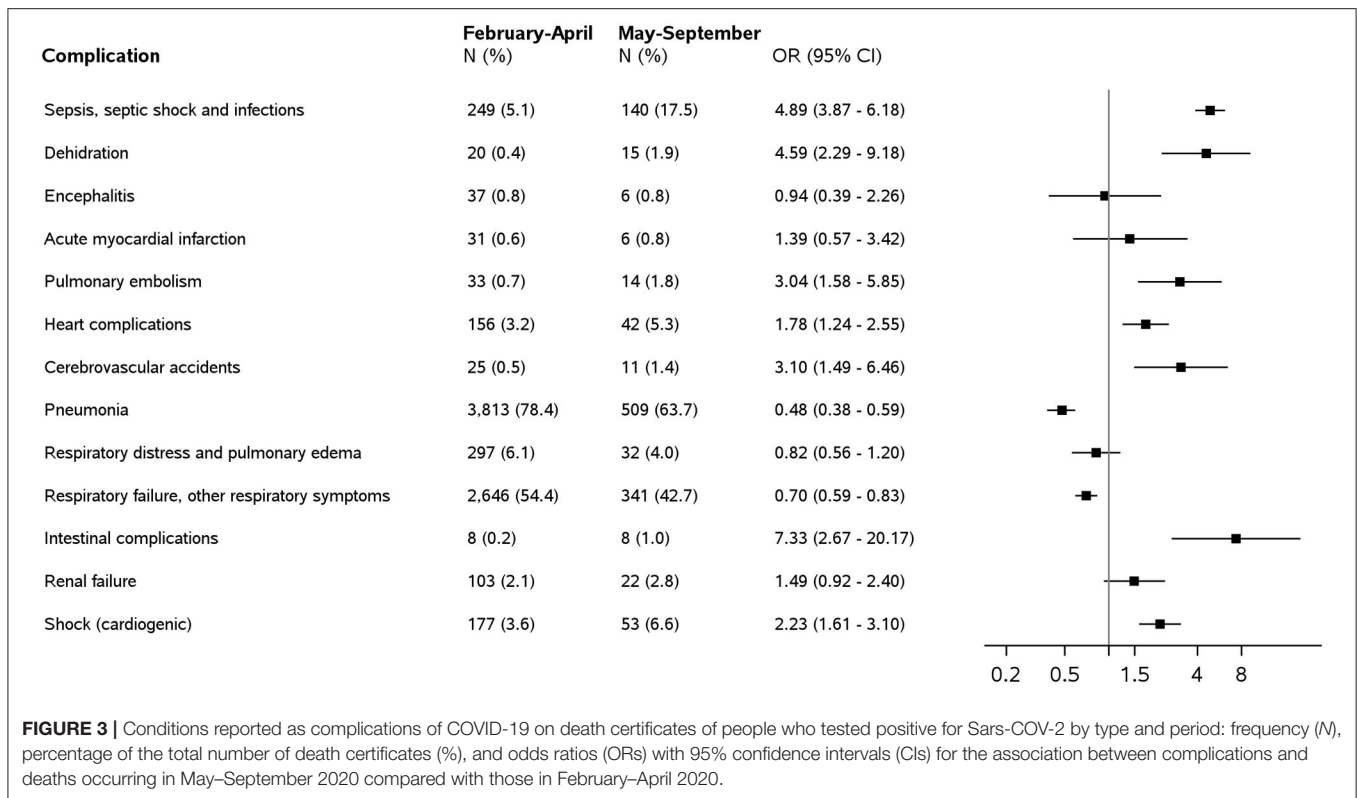 February-April May-September
Complication N (%) N (%) OR (95% CI)
Sepsis, septic shock and infections 249 (5.1) 140 (17.5) 4.89 (3.87 - 6.18)
Dehidration 20 (0.4) 15 (1.9) 4.59 (2.29 - 9.18)
Encephalitis 37 (0.8) 6 (0.8) 0.94 (0.39 - 2.26)
Acute myocardial infarction 31 (0.6) 6 (0.8) 1.39 (0.57 - 3.42)
Pulmonary embolism 33 (0.7) 14 (1.8) 3.04 (1.58 - 5.85)
Heart complications 156 (3.2) 42 (5.3) 1.78 (1.24 - 2.55)
Cerebrovascular accidents 25 (0.5) 11 (1.4) 3.10 (1.49 - 6.46)
Pneumonia 3,813 (78.4) 509 (63.7) 0.48 (0.38 - 0.59)
Respiratory distress and pulmonary edema 297 (6.1) 32 (4.0) 0.82 (0.56 - 1.20)
Respiratory failure, other respiratory symptoms 2,646 (54.4) 341 (42.7) 0.70 (0.59 - 0.83)
Intestinal complications 8 (0.2) 8 (1.0) 7.33 (2.67 - 20.17)
Renal failure 103 (2.1) 22 (2.8) 1.49 (0.92 - 2.40)
Shock (cardiogenic) 177 (3.6) 53 (6.6) 2.23 (1.61 - 3.10)
0.2 0.5 1.5 4 8
FIGURE 3 | Conditions reported as complications of COVID-19 on death certificates of people who tested positive for Sars-COV-2 by type and period: frequency (N),
percentage of the total number of death certificates (%), and odds ratios (ORs) with 95% confidence intervals (CIs) for the association between complications and
deaths occurring in May–September 2020 compared with those in February–April 2020.